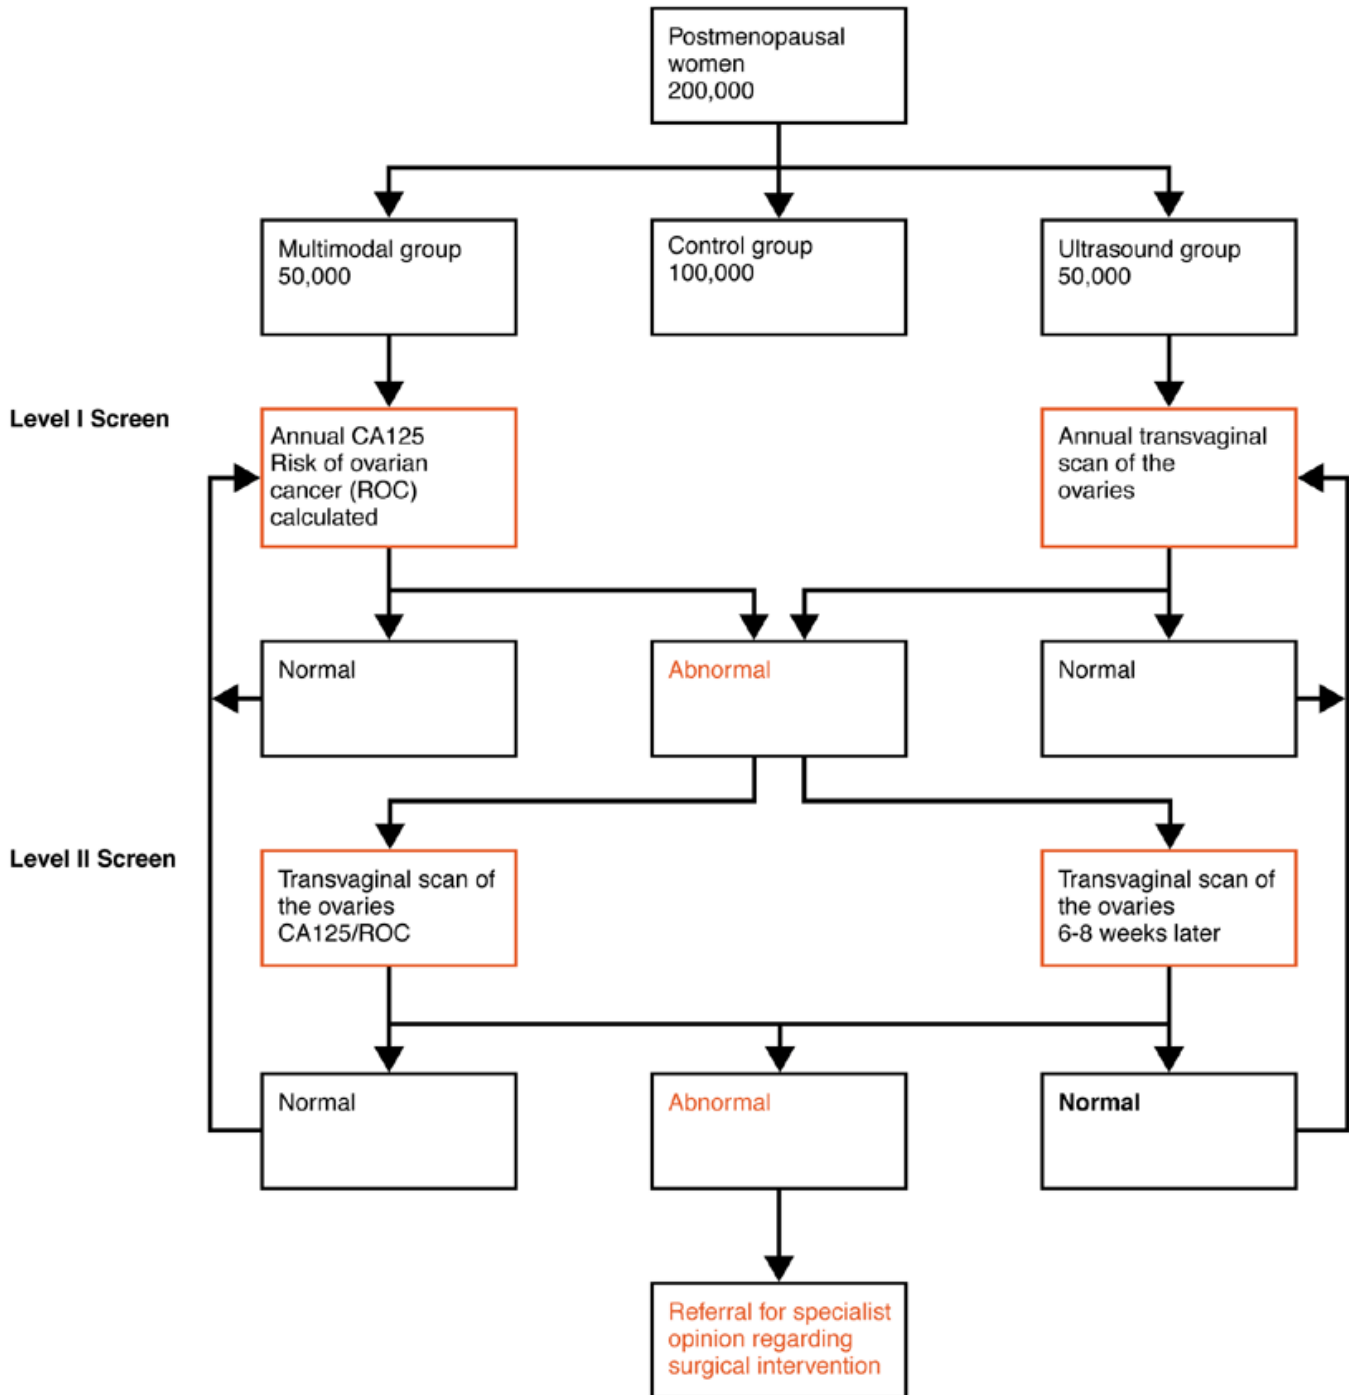 Postmenopausal
women
200,000
Multimodal group
50,000
Control group
100,000
Ultrasound group
50,000
Level I Screen
Annual CA125
Risk of ovarian
cancer (ROC)
calculated
Annual transvaginal
scan of the
ovaries
Normal
Abnormal
Normal
Level II Screen
Transvaginal scan of
the ovaries
CA125/ROC
Transvaginal scan of
the ovaries
6-8 weeks later
Normal
Abnormal
Normal
Referral for specialist
opinion regarding
surgical intervention